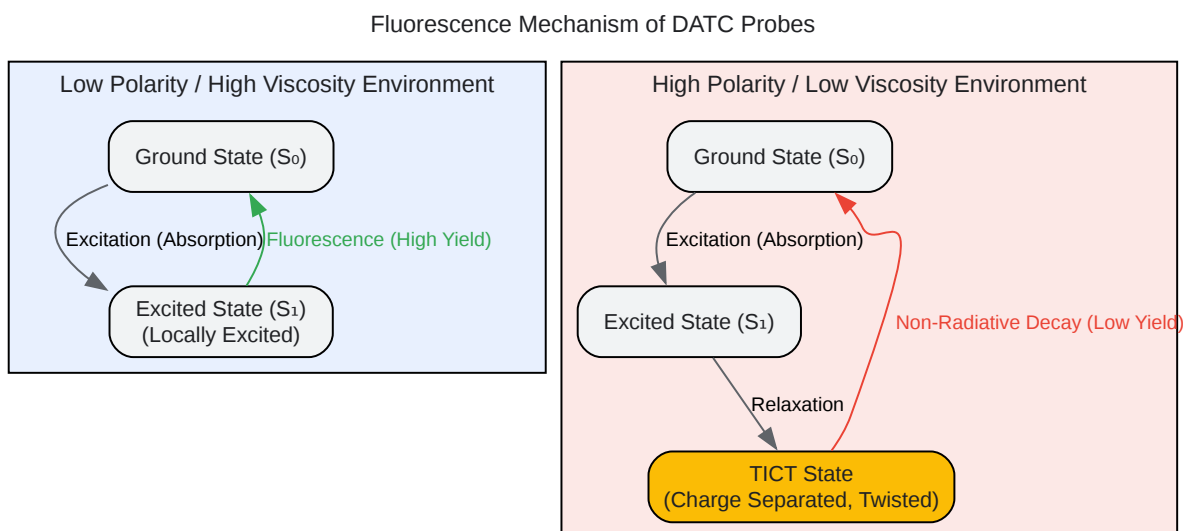 Fluorescence Mechanism of DATC Probes
Low Polarity / High Viscosity Environment
Ground State (S₀)
Excitation (Absorption)
Fluorescence (High Yield)
Excited State (S₁)
(Locally Excited)
High Polarity / Low Viscosity Environment
Ground State (S₀)
Excitation (Absorption)
Excited State (S₁)
Non-Radiative Decay (Low Yield)
Relaxation
TICT State
(Charge Separated, Twisted)